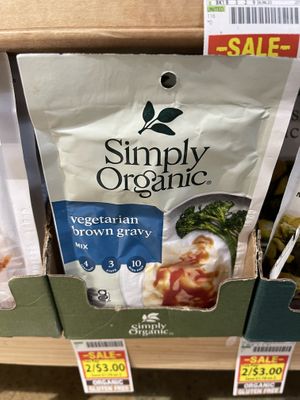 -SALE-
Simply
Organic®
vegetarian
brown gravy
MIX
4
3
10
Simply
Organic
-SALE-
2/$3.00
ORGANIC
GLUTEN FREE
-SALE-
2/$3.00
ORGANIC
GLUTEN FREE